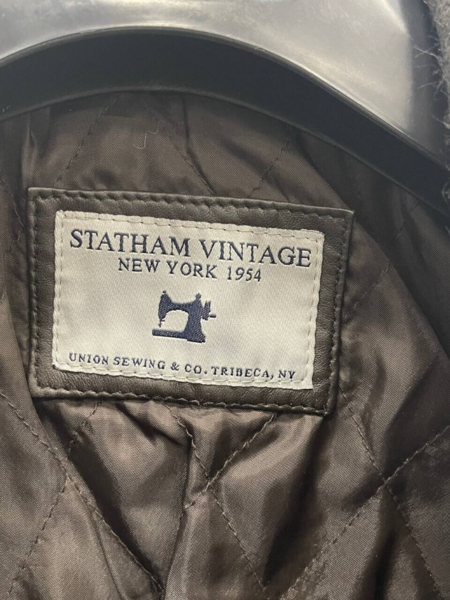 STATHAM VINTAGE
NEW YORK 1954
UNION SEWING & CO. TRIBECA, NY